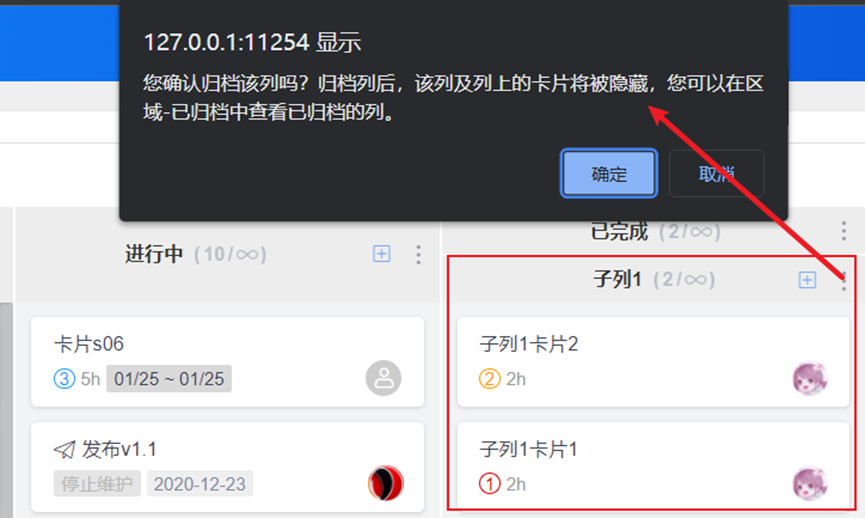 127.0.0.1:11254 显示
您确认归档该列吗？归档列后，该列及列上的卡片将被隐藏，您可以在区
域-已归档中查看已归档的列。
确定
取消
进行中 (10/∞)
已完成 (2/∞)
子列1 (2/∞)
卡片s06
3 5h 01/25 ~ 01/25
发布v1.1
停止维护 2020-12-23
子列1卡片2
2 2h
子列1卡片1
1 2h